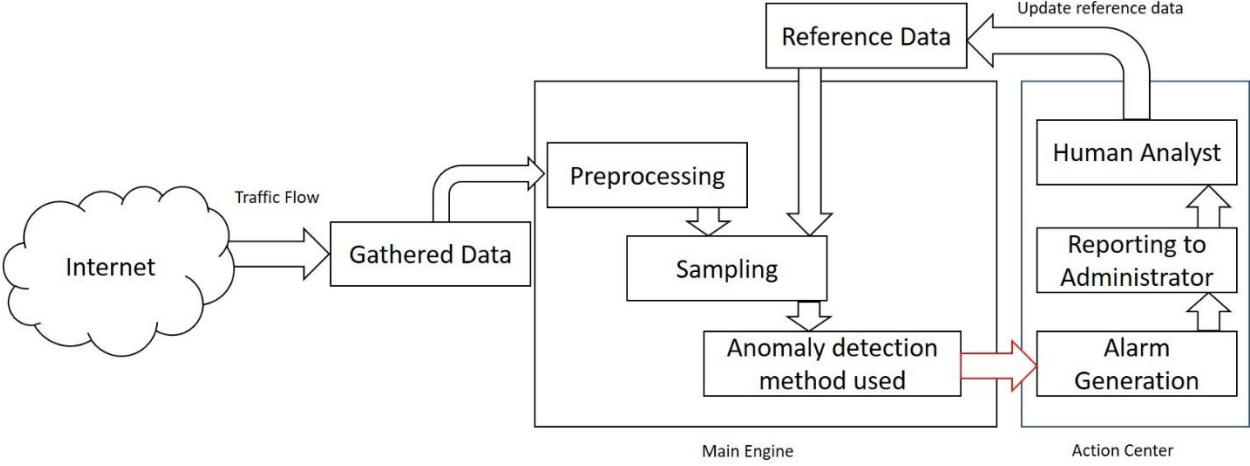 Update reference data
Reference Data
Human Analyst
Preprocessing
Traffic Flow
Internet
Gathered Data
Sampling
Reporting to
Administrator
Anomaly detection
method used
Alarm
Generation
Main Engine
Action Center